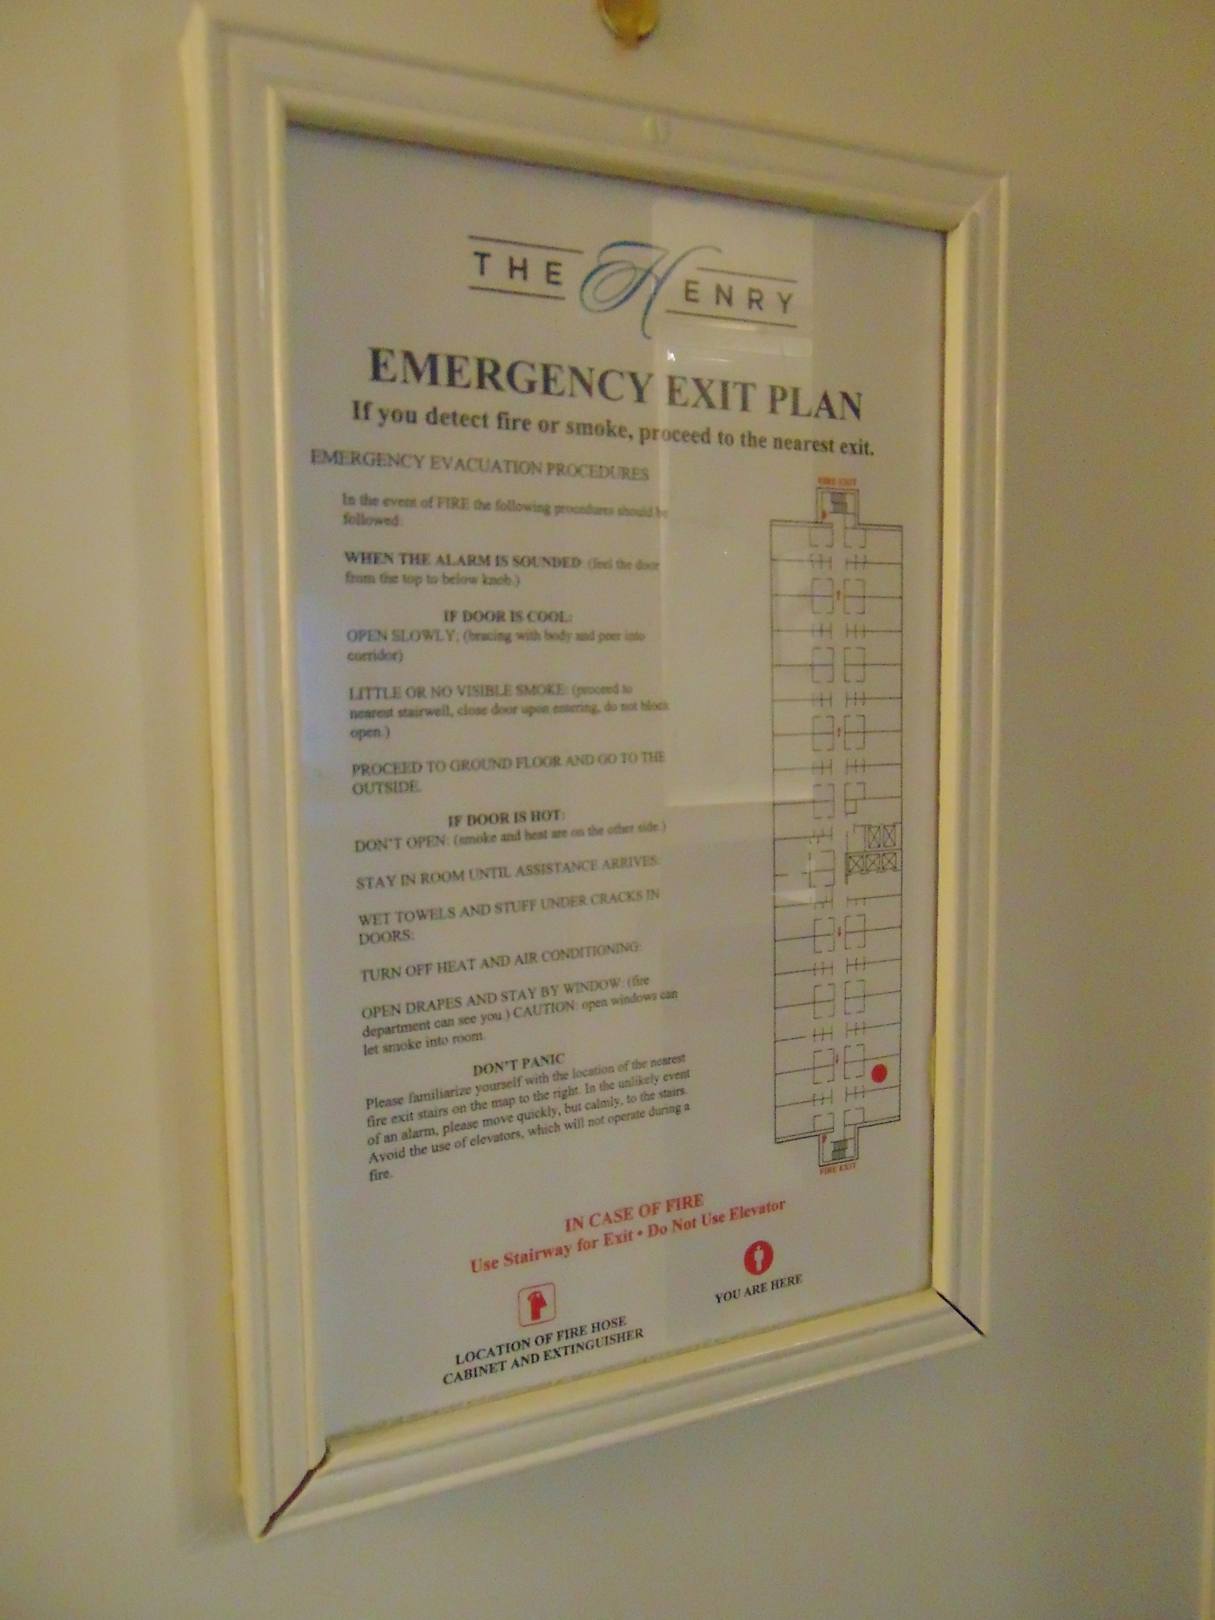 THE HENRY
EMERGENCY EXIT PLAN
If you detect fire or smoke, proceed to the nearest exit.
EMERGENCY EVACUATION PROCEDURES
In the event of FIRE the following procedures should be
followed:
WHEN THE ALARM IS SOUNDED: (feel the door
from the top to below knob.)
IF DOOR IS COOL:
OPEN SLOWLY; (bracing with body and peer into
corridor)
LITTLE OR NO VISIBLE SMOKE: (proceed to
nearest stairwell, close door upon entering, do not block
open.)
PROCEED TO GROUND FLOOR AND GO TO THE
OUTSIDE.
IF DOOR IS HOT:
DON'T OPEN: (smoke and heat are on the other side.)
STAY IN ROOM UNTIL ASSISTANCE ARRIVES:
WET TOWELS AND STUFF UNDER CRACKS IN
DOORS:
TURN OFF HEAT AND AIR CONDITIONING:
OPEN DRAPES AND STAY BY WINDOW: (fire
department can see you.) CAUTION: open windows can
let smoke into room.
DON'T PANIC
Please familiarize yourself with the location of the nearest
fire exit stairs on the map to the right. In the unlikely event
of an alarm, please move quickly, but calmly, to the stairs.
Avoid the use of elevators, which will not operate during a
fire.
FIRE EXIT
FIRE EXIT
IN CASE OF FIRE
Use Stairway for Exit • Do Not Use Elevator
LOCATION OF FIRE HOSE
CABINET AND EXTINGUISHER
YOU ARE HERE